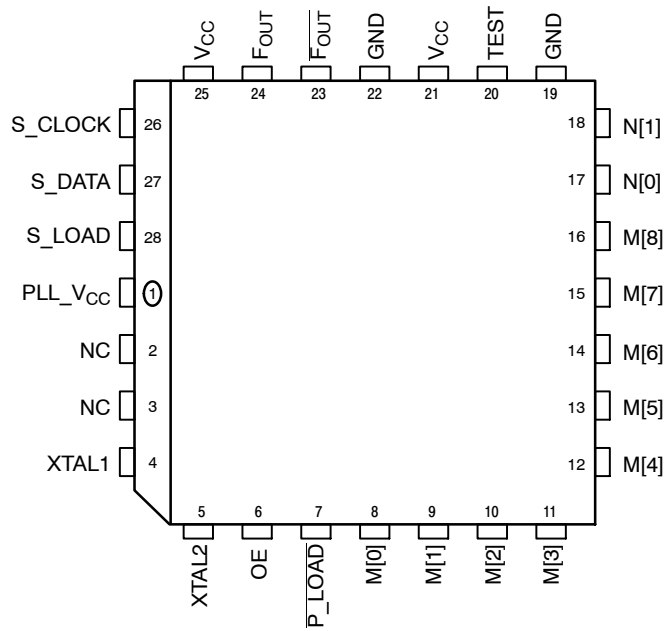 VCC FOUT F̅O̅U̅T̅ GND VCC TEST GND
25 24 23 22 21 20 19
S_CLOCK 26 18 N[1]
S_DATA 27 17 N[0]
S_LOAD 28 16 M[8]
PLL_VCC 1 15 M[7]
NC 2 14 M[6]
NC 3 13 M[5]
XTAL1 4 12 M[4]
5 6 7 8 9 10 11
XTAL2 OE P̅_̅L̅O̅A̅D̅ M[0] M[1] M[2] M[3]